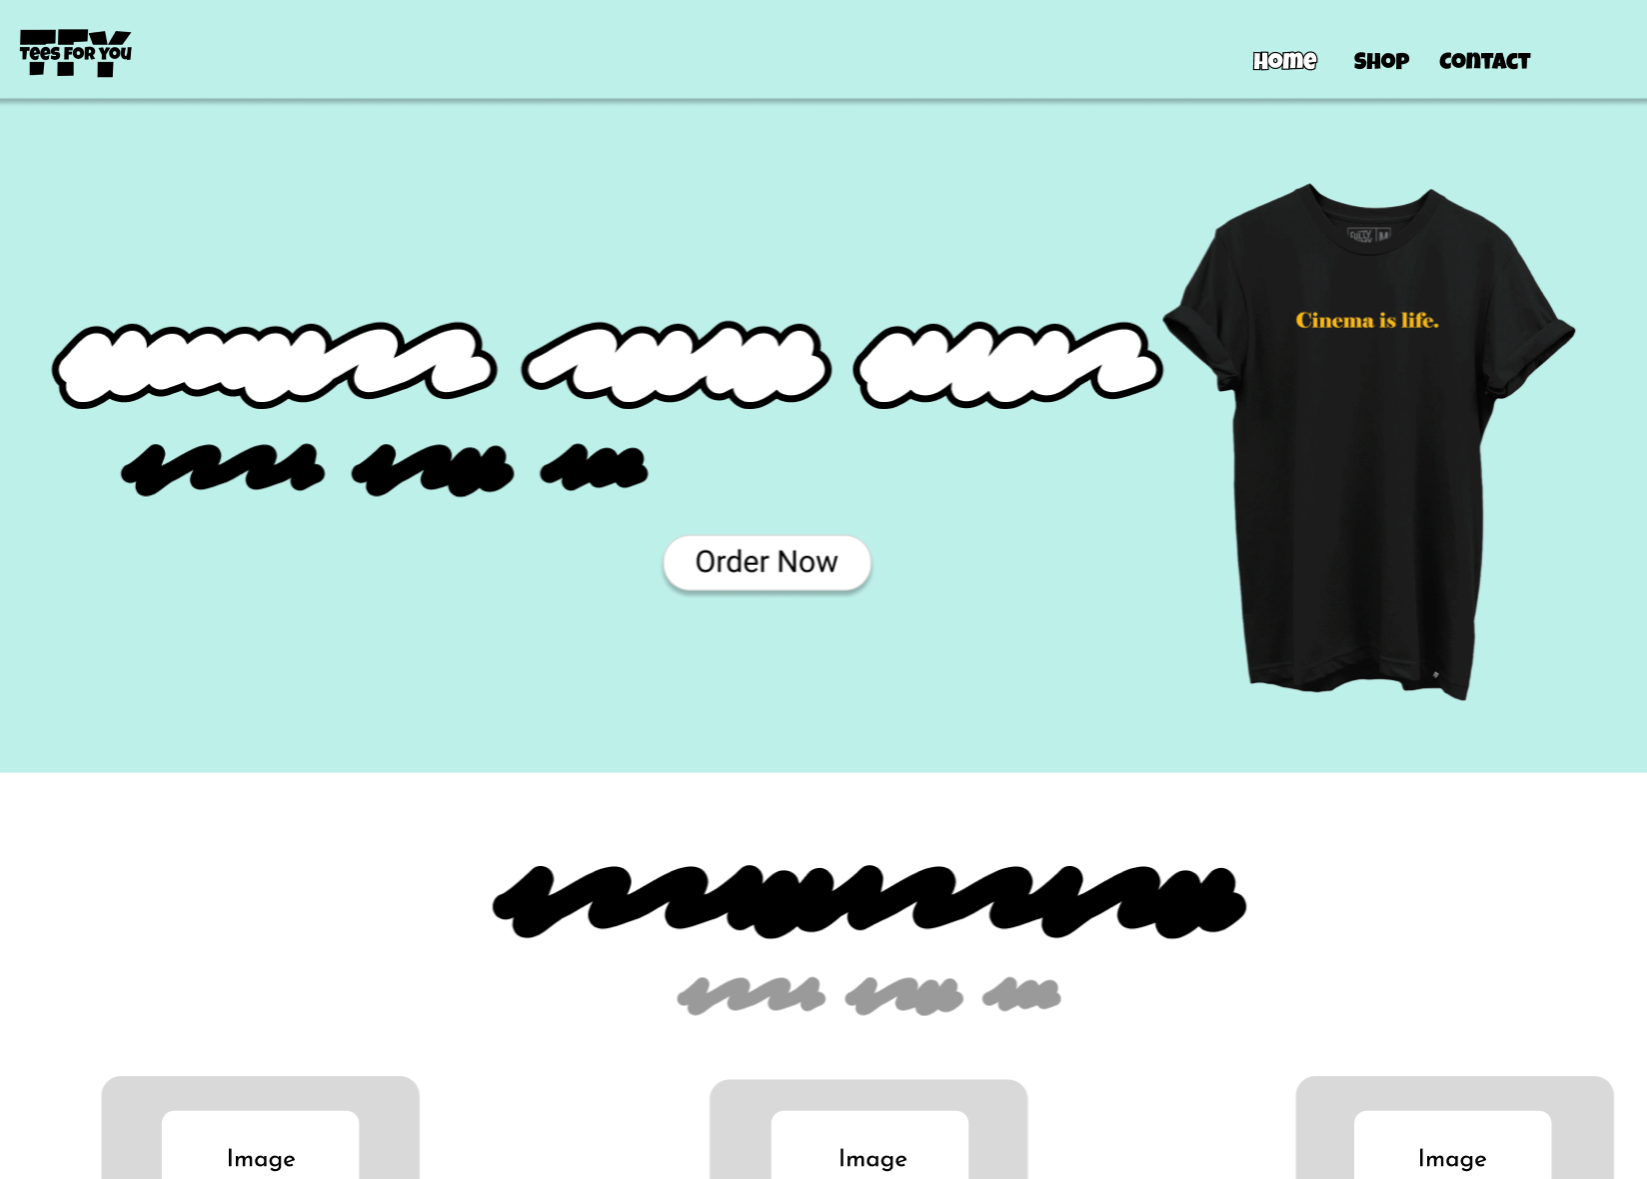 TFY
Tees For You
Home
Shop
Contact
Cinema is life.
Order Now
Image
Image
Image